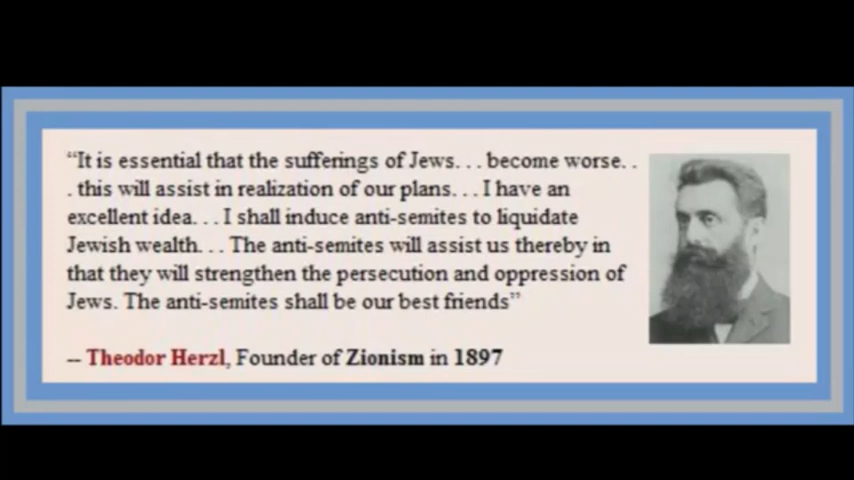 “It is essential that the sufferings of Jews. . . become worse. .
. this will assist in realization of our plans. . . I have an
excellent idea. . . I shall induce anti-semites to liquidate
Jewish wealth. . . The anti-semites will assist us thereby in
that they will strengthen the persecution and oppression of
Jews. The anti-semites shall be our best friends”
-- Theodor Herzl, Founder of Zionism in 1897